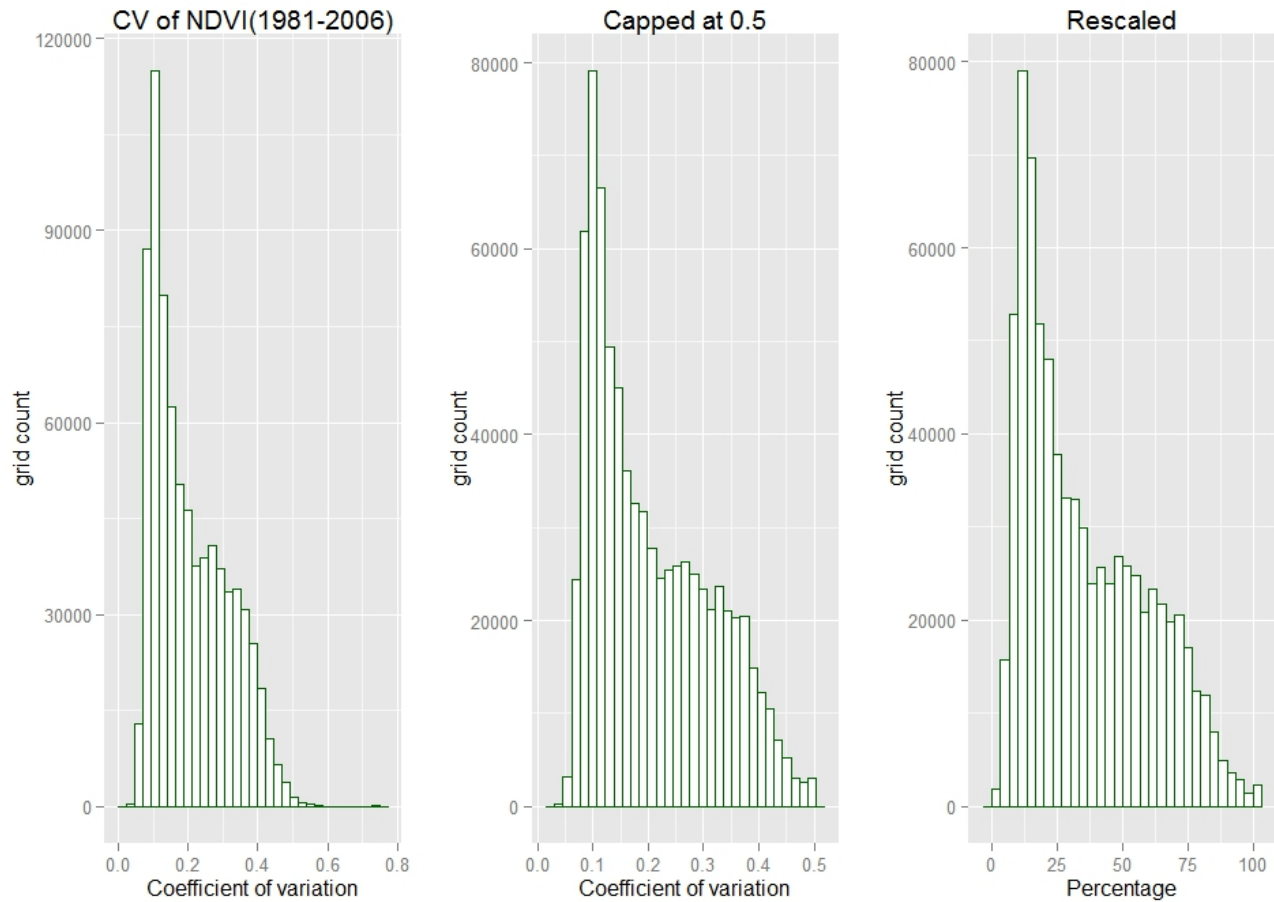 CV of NDVI(1981-2006)
120000
90000
60000
30000
0
grid count
0.0 0.2 0.4 0.6 0.8
Coefficient of variation
Capped at 0.5
80000
60000
40000
20000
0
grid count
0.0 0.1 0.2 0.3 0.4 0.5
Coefficient of variation
Rescaled
80000
60000
40000
20000
0
grid count
0 25 50 75 100
Percentage